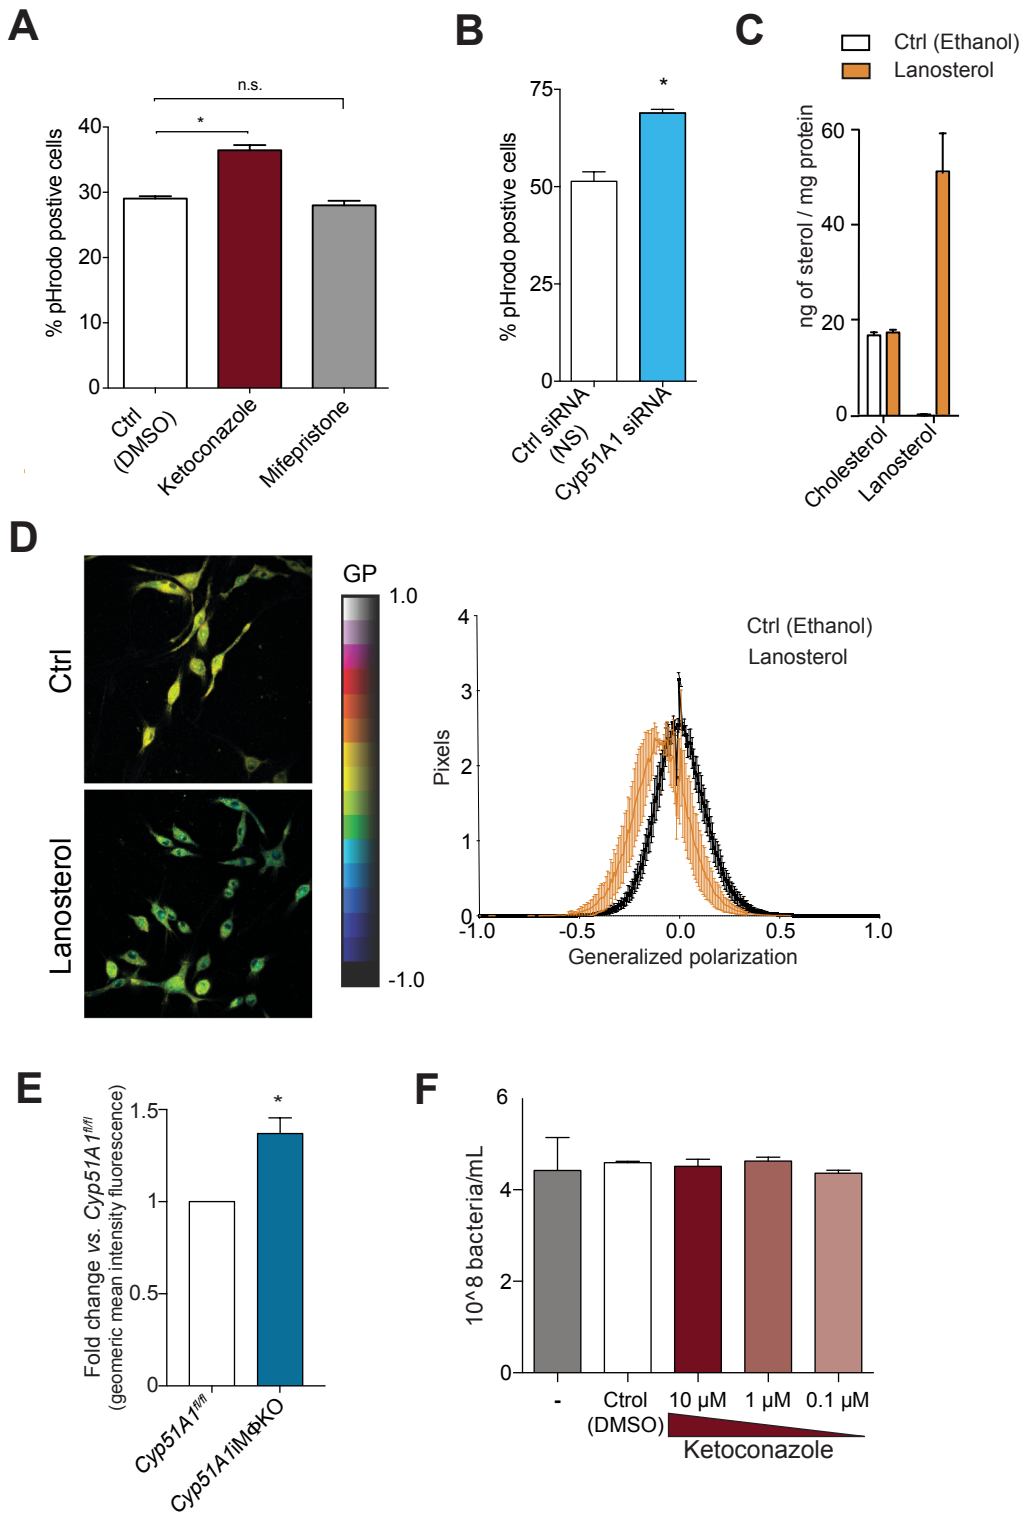 A
n.s.
*
% pHrodo postive cells
40
30
20
10
0
Ctrl
(DMSO)
Ketoconazole
Mifepristone
B
*
% pHrodo postive cells
75
50
25
0
Ctrl siRNA
(NS)
Cyp51A1 siRNA
C
Ctrl (Ethanol)
Lanosterol
ng of sterol / mg protein
60
40
20
0
Cholesterol
Lanosterol
D
Ctrl
Lanosterol
GP
1.0
-1.0
Ctrl (Ethanol)
Lanosterol
Pixels
4
3
2
1
0
-1.0
-0.5
0.0
0.5
1.0
Generalized polarization
E
*
Fold change vs. Cyp51A1fl/fl
(geomeric mean intensity fluorescence)
1.5
1
0.5
0
Cyp51A1fl/fl
Cyp51A1iMΦKO
F
10^8 bacteria/mL
6
4
2
0
-
Ctrol
(DMSO)
10 µM
1 µM
0.1 µM
Ketoconazole